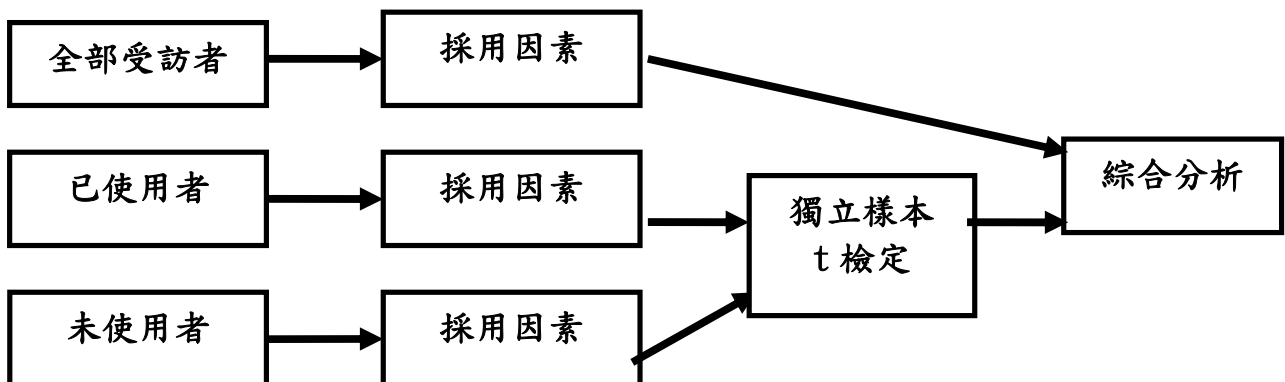 全部受訪者
採用因素
已使用者
採用因素
未使用者
採用因素
獨立樣本
t 檢定
綜合分析